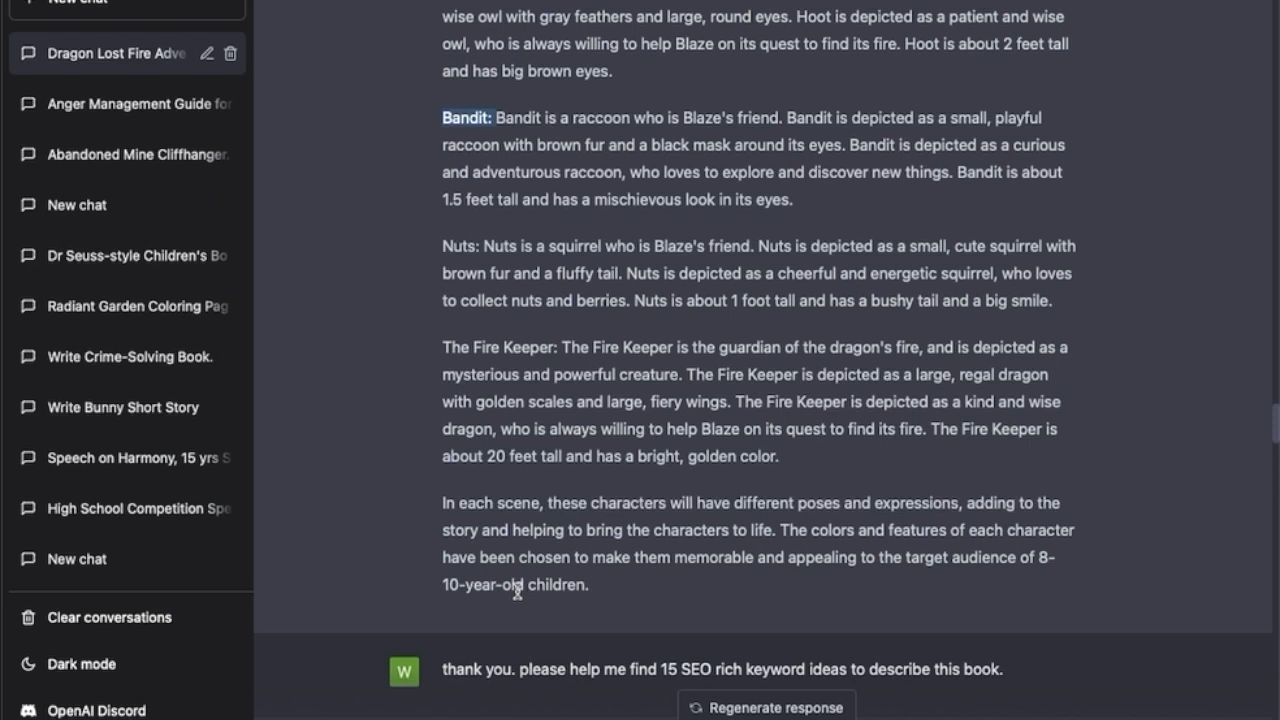 New chat
Dragon Lost Fire Adve
Anger Management Guide for
Abandoned Mine Cliffhanger.
New chat
Dr Seuss-style Children's Bo
Radiant Garden Coloring Pag
Write Crime-Solving Book.
Write Bunny Short Story
Speech on Harmony, 15 yrs S
High School Competition Spe
New chat
Clear conversations
Dark mode
OpenAI Discord
wise owl with gray feathers and large, round eyes. Hoot is depicted as a patient and wise
owl, who is always willing to help Blaze on its quest to find its fire. Hoot is about 2 feet tall
and has big brown eyes.
Bandit: Bandit is a raccoon who is Blaze's friend. Bandit is depicted as a small, playful
raccoon with brown fur and a black mask around its eyes. Bandit is depicted as a curious
and adventurous raccoon, who loves to explore and discover new things. Bandit is about
1.5 feet tall and has a mischievous look in its eyes.
Nuts: Nuts is a squirrel who is Blaze's friend. Nuts is depicted as a small, cute squirrel with
brown fur and a fluffy tail. Nuts is depicted as a cheerful and energetic squirrel, who loves
to collect nuts and berries. Nuts is about 1 foot tall and has a bushy tail and a big smile.
The Fire Keeper: The Fire Keeper is the guardian of the dragon's fire, and is depicted as a
mysterious and powerful creature. The Fire Keeper is depicted as a large, regal dragon
with golden scales and large, fiery wings. The Fire Keeper is depicted as a kind and wise
dragon, who is always willing to help Blaze on its quest to find its fire. The Fire Keeper is
about 20 feet tall and has a bright, golden color.
In each scene, these characters will have different poses and expressions, adding to the
story and helping to bring the characters to life. The colors and features of each character
have been chosen to make them memorable and appealing to the target audience of 8-
10-year-old children.
W
thank you. please help me find 15 SEO rich keyword ideas to describe this book.
Regenerate response